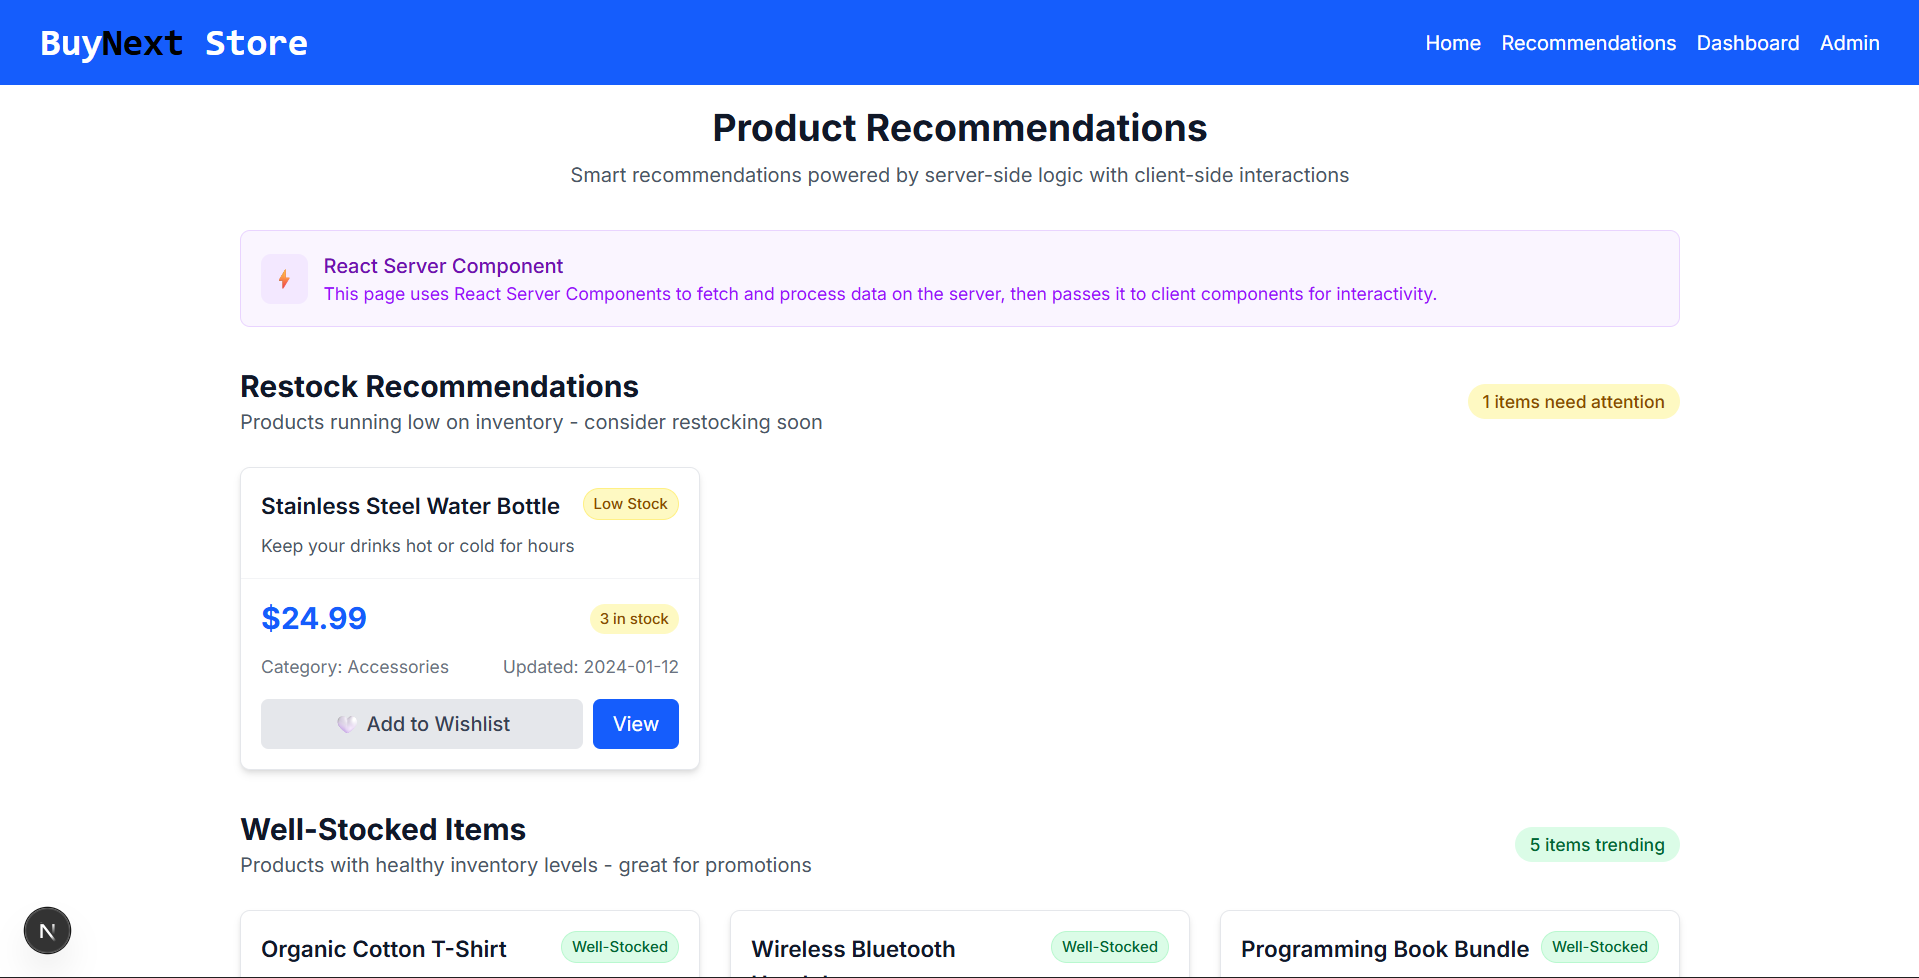 BuyNext Store
Home Recommendations Dashboard Admin
Product Recommendations
Smart recommendations powered by server-side logic with client-side interactions
React Server Component
This page uses React Server Components to fetch and process data on the server, then passes it to client components for interactivity.
Restock Recommendations
1 items need attention
Products running low on inventory - consider restocking soon
Stainless Steel Water Bottle
Low Stock
Keep your drinks hot or cold for hours
$24.99
3 in stock
Category: Accessories
Updated: 2024-01-12
Add to Wishlist
View
Well-Stocked Items
5 items trending
Products with healthy inventory levels - great for promotions
Organic Cotton T-Shirt
Well-Stocked
Wireless Bluetooth
Well-Stocked
Programming Book Bundle
Well-Stocked
N